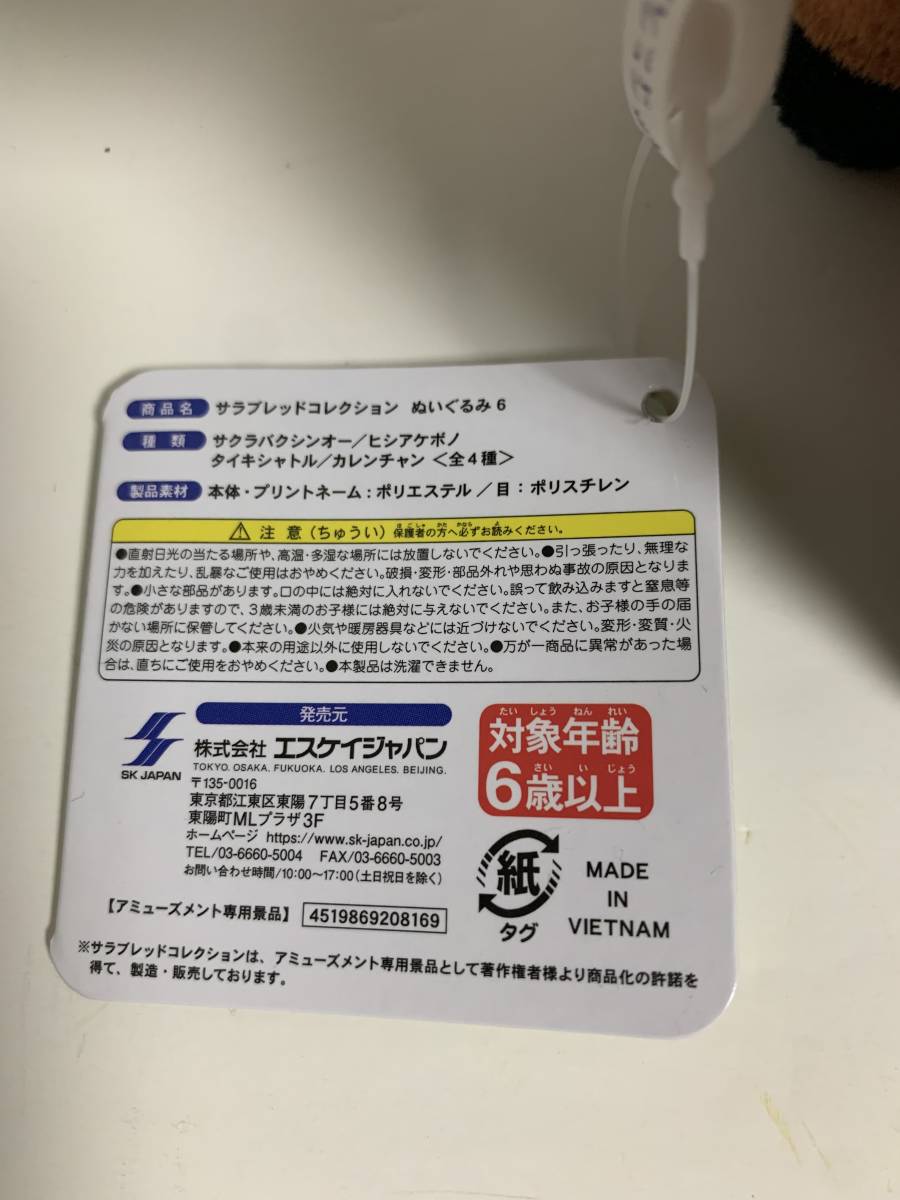 商品名 サラブレッドコレクション ぬいぐるみ 6
種類 サクラバクシンオー／ヒシアケボノ
タイキシャトル／カレンチャン ＜全4種＞
製品素材 本体・プリントネーム：ポリエステル ／ 目：ポリスチレン
注意（ちゅうい） 保護者の方へ必ずお読みください。
ほごしゃ かた かなら よ
●直射日光の当たる場所や、高温・多湿な場所には放置しないでください。●引っ張ったり、無理な
力を加えたり、乱暴なご使用はおやめください。破損・変形・部品外れや思わぬ事故の原因となりま
す。●小さな部品があります。口の中には絶対に入れないでください。誤って飲み込みますと窒息等
の危険がありますので、3歳未満のお子様には絶対に与えないでください。また、お子様の手の届
かない場所に保管してください。●火気や暖房器具などには近づけないでください。変形・変質・火
災の原因となります。●本来の用途以外に使用しないでください。●万が一商品に異常があった場
合は、直ちにご使用をおやめください。●本製品は洗濯できません。
発売元
SK JAPAN
株式会社 エスケイジャパン
TOKYO. OSAKA. FUKUOKA. LOS ANGELES. BEIJING.
〒135-0016
東京都江東区東陽7丁目5番8号
東陽町MLプラザ3F
ホームページ https://www.sk-japan.co.jp/
TEL/03-6660-5004 FAX/03-6660-5003
お問い合わせ時間/10:00〜17:00（土日祝日を除く）
たい しょう ねん れい
対象年齢
さい い じょう
6歳以上
紙
タグ
MADE
IN
VIETNAM
【アミューズメント専用景品】 4519869208169
※サラブレッドコレクションは、アミューズメント専用景品として著作権者様より商品化の許諾を
得て、製造・販売しております。